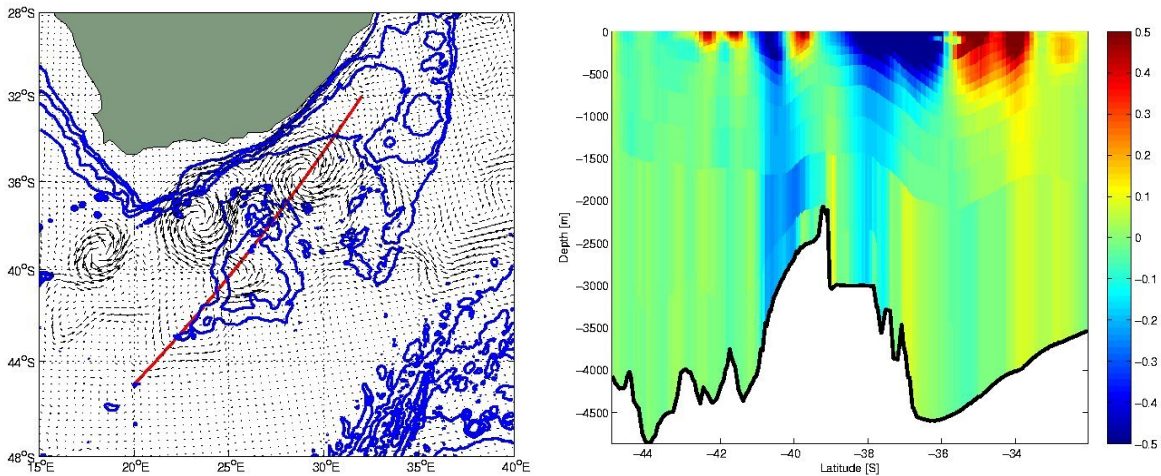 28°S
32°S
36°S
40°S
44°S
48°S
15°E
20°E
25°E
30°E
35°E
40°E
0
−500
−1000
−1500
−2000
−2500
−3000
−3500
−4000
−4500
Depth [m]
−44
−42
−40
−38
−36
−34
Latitude [S]
0.5
0.4
0.3
0.2
0.1
0
−0.1
−0.2
−0.3
−0.4
−0.5